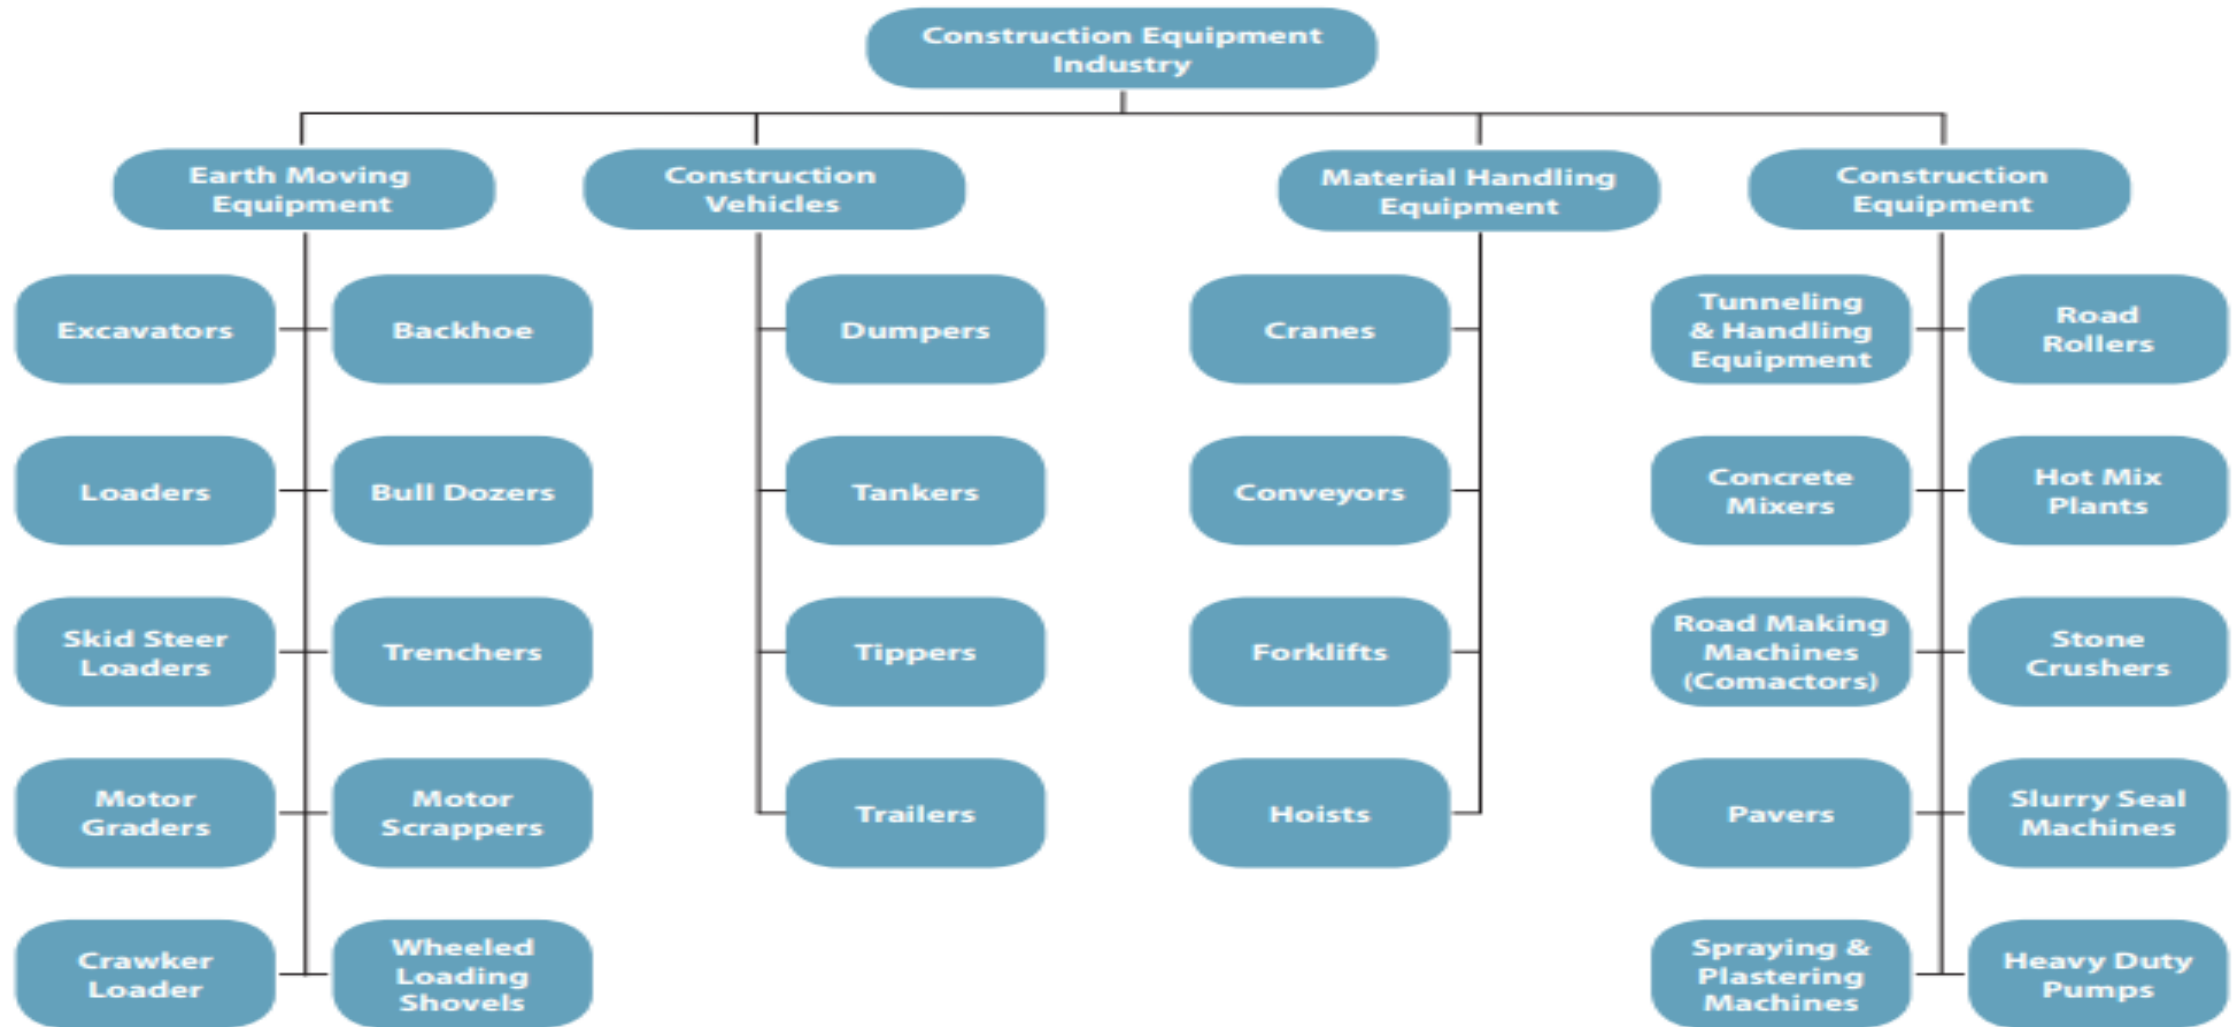 Construction Equipment
Industry
Earth Moving
Equipment
Construction
Vehicles
Material Handling
Equipment
Construction
Equipment
Excavators
Backhoe
Dumpers
Cranes
Tunneling
& Handling
Equipment
Road
Rollers
Loaders
Bull Dozers
Tankers
Conveyors
Concrete
Mixers
Hot Mix
Plants
Skid Steer
Loaders
Trenchers
Tippers
Forklifts
Road Making
Machines
(Comactors)
Stone
Crushers
Motor
Graders
Motor
Scrappers
Trailers
Hoists
Pavers
Slurry Seal
Machines
Crawker
Loader
Wheeled
Loading
Shovels
Spraying &
Plastering
Machines
Heavy Duty
Pumps